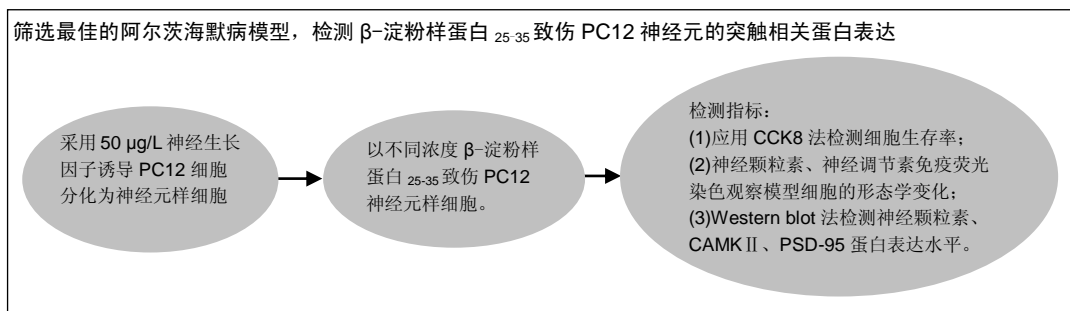 筛选最佳的阿尔茨海默病模型，检测 β-淀粉样蛋白 25-35 致伤 PC12 神经元的突触相关蛋白表达
采用 50 μg/L 神经生长
因子诱导 PC12 细胞
分化为神经元样细胞
以不同浓度 β-淀粉样
蛋白 25-35 致伤 PC12
神经元样细胞。
检测指标：
(1)应用 CCK8 法检测细胞生存率；
(2)神经颗粒素、神经调节素免疫荧光
染色观察模型细胞的形态学变化；
(3)Western blot 法检测神经颗粒素、
CAMKⅡ、PSD-95 蛋白表达水平。